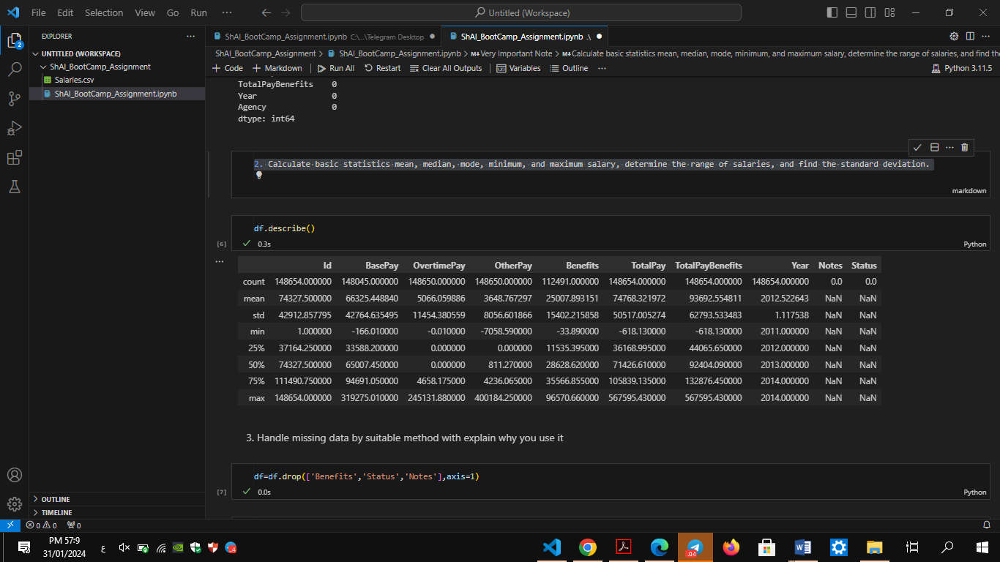 File Edit Selection View Go Run ··· Untitled (Workspace)
EXPLORER ···
UNTITLED (WORKSPACE)
ShAI_BootCamp_Assignment
Salaries.csv
ShAI_BootCamp_Assignment.ipynb
OUTLINE
TIMELINE
ShAI_BootCamp_Assignment.ipynb C:\...\Telegram Desktop ShAI_BootCamp_Assignment.ipynb .\
ShAI_BootCamp_Assignment > ShAI_BootCamp_Assignment.ipynb > M↓Very Important Note > M↓Calculate basic statistics mean, median, mode, minimum, and maximum salary, determine the range of salaries, and find the
+ Code + Markdown Run All Restart Clear All Outputs Variables Outline ··· Python 3.11.5
TotalPayBenefits 0
Year 0
Agency 0
dtype: int64
2. Calculate basic statistics mean, median, mode, minimum, and maximum salary, determine the range of salaries, and find the standard deviation.
markdown
df.describe()
[6] 0.3s Python
Id BasePay OvertimePay OtherPay Benefits TotalPay TotalPayBenefits Year Notes Status
count 148654.000000 148045.000000 148650.000000 148650.000000 112491.000000 148654.000000 148654.000000 148654.000000 0.0 0.0
mean 74327.500000 66325.448840 5066.059886 3648.767297 25007.893151 74768.321972 93692.554811 2012.522643 NaN NaN
std 42912.857795 42764.635495 11454.380559 8056.601866 15402.215858 50517.005274 62793.533483 1.117538 NaN NaN
min 1.000000 -166.010000 -0.010000 -7058.590000 -33.890000 -618.130000 -618.130000 2011.000000 NaN NaN
25% 37164.250000 33588.200000 0.000000 0.000000 11535.395000 36168.995000 44065.650000 2012.000000 NaN NaN
50% 74327.500000 65007.450000 0.000000 811.270000 28628.620000 71426.610000 92404.090000 2013.000000 NaN NaN
75% 111490.750000 94691.050000 4658.175000 4236.065000 35566.855000 105839.135000 132876.450000 2014.000000 NaN NaN
max 148654.000000 319275.010000 245131.880000 400184.250000 96570.660000 567595.430000 567595.430000 2014.000000 NaN NaN
3. Handle missing data by suitable method with explain why you use it
df=df.drop(['Benefits','Status','Notes'],axis=1)
[7] 0.0s Python
0 0 0
PM 57:9
31/01/2024
ع